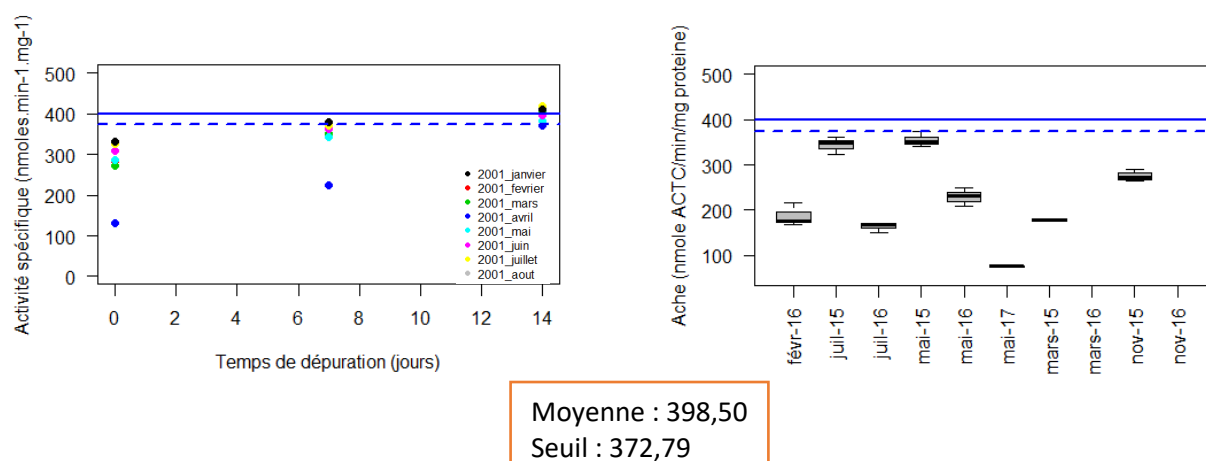 Activité spécifique (nmoles.min-1.mg-1)
500
400
300
200
100
0
2001_janvier
2001_fevrier
2001_mars
2001_avril
2001_mai
2001_juin
2001_juillet
2001_aout
0 2 4 6 8 10 12 14
Temps de dépuration (jours)
Ache (nmole ACTC/min/mg proteine)
500
400
300
200
100
févr-16
juil-15
juil-16
mai-15
mai-16
mai-17
mars-15
mars-16
nov-15
nov-16
Moyenne : 398,50
Seuil : 372,79